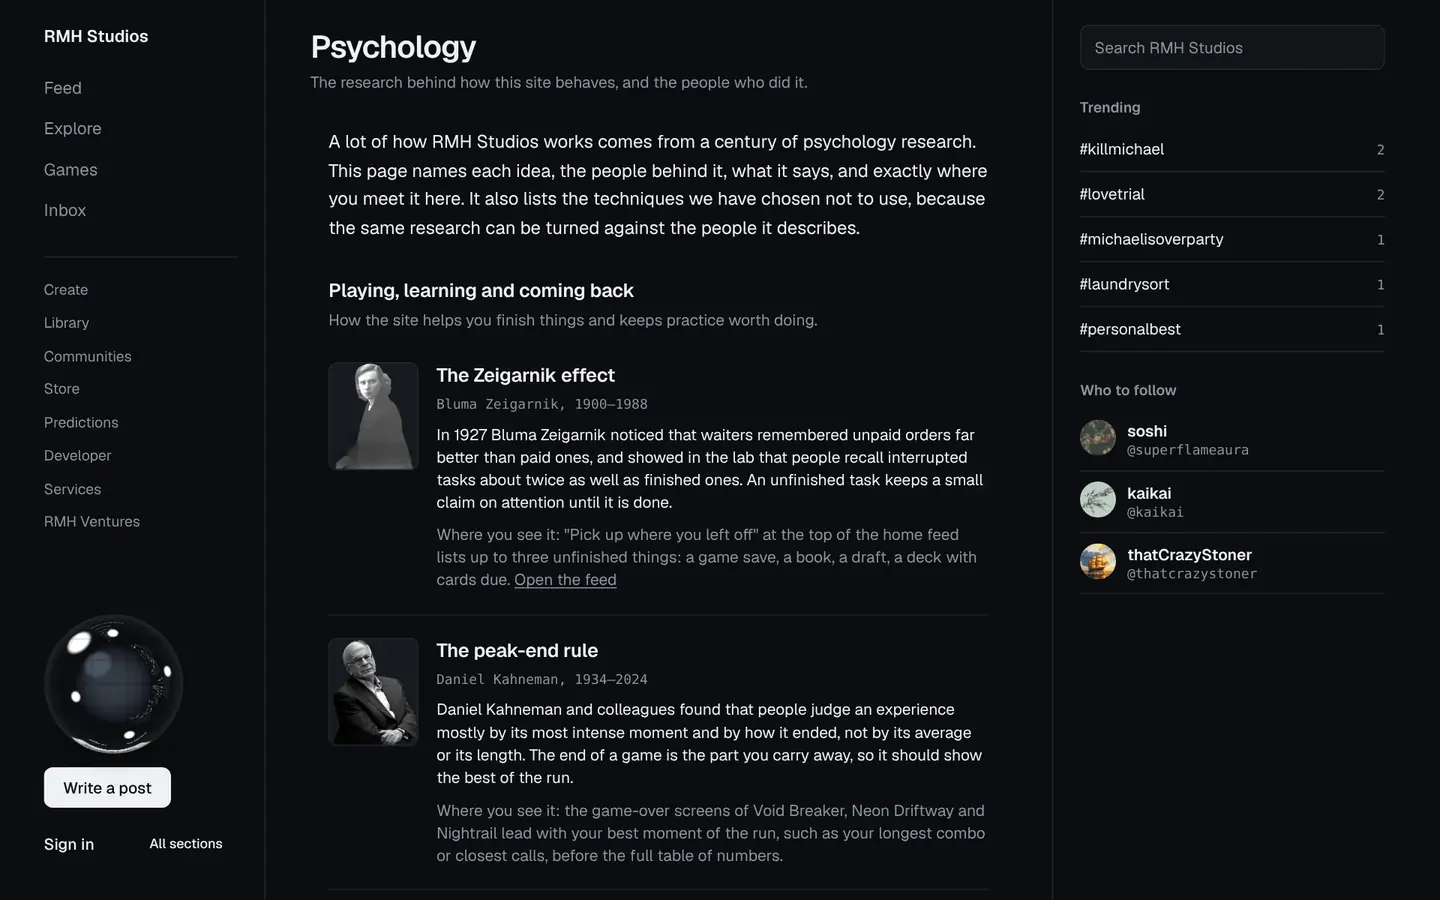 RMH Studios
Feed
Explore
Games
Inbox
Create
Library
Communities
Store
Predictions
Developer
Services
RMH Ventures
Write a post
Sign in
All sections
Psychology
The research behind how this site behaves, and the people who did it.
A lot of how RMH Studios works comes from a century of psychology research.
This page names each idea, the people behind it, what it says, and exactly where
you meet it here. It also lists the techniques we have chosen not to use, because
the same research can be turned against the people it describes.
Playing, learning and coming back
How the site helps you finish things and keeps practice worth doing.
The Zeigarnik effect
Bluma Zeigarnik, 1900–1988
In 1927 Bluma Zeigarnik noticed that waiters remembered unpaid orders far
better than paid ones, and showed in the lab that people recall interrupted
tasks about twice as well as finished ones. An unfinished task keeps a small
claim on attention until it is done.
Where you see it: "Pick up where you left off" at the top of the home feed
lists up to three unfinished things: a game save, a book, a draft, a deck with
cards due. Open the feed
The peak-end rule
Daniel Kahneman, 1934–2024
Daniel Kahneman and colleagues found that people judge an experience
mostly by its most intense moment and by how it ended, not by its average
or its length. The end of a game is the part you carry away, so it should show
the best of the run.
Where you see it: the game-over screens of Void Breaker, Neon Driftway and
Nightrail lead with your best moment of the run, such as your longest combo
or closest calls, before the full table of numbers.
Search RMH Studios
Trending
#killmichael 2
#lovetrial 2
#michaelisoverparty 1
#laundrysort 1
#personalbest 1
Who to follow
soshi
@superflameaura
kaikai
@kaikai
thatCrazyStoner
@thatcrazystoner